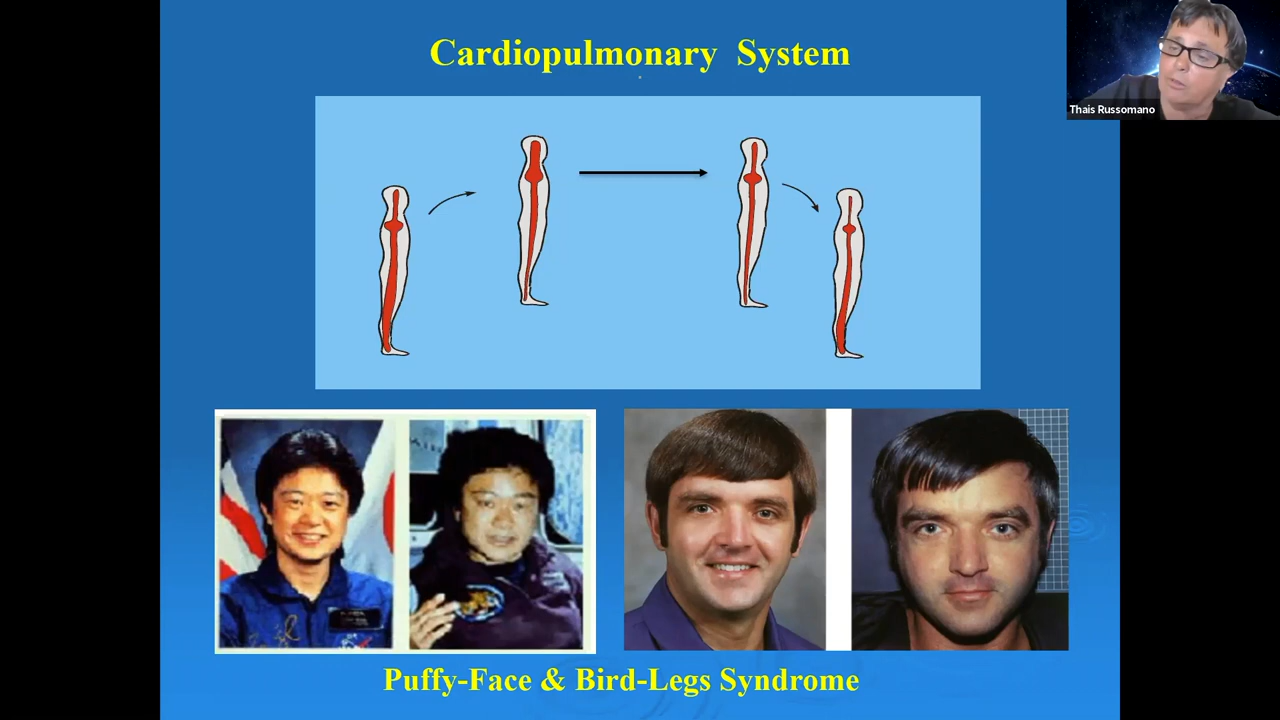 Cardiopulmonary System
Thais Russomano
Puffy-Face & Bird-Legs Syndrome